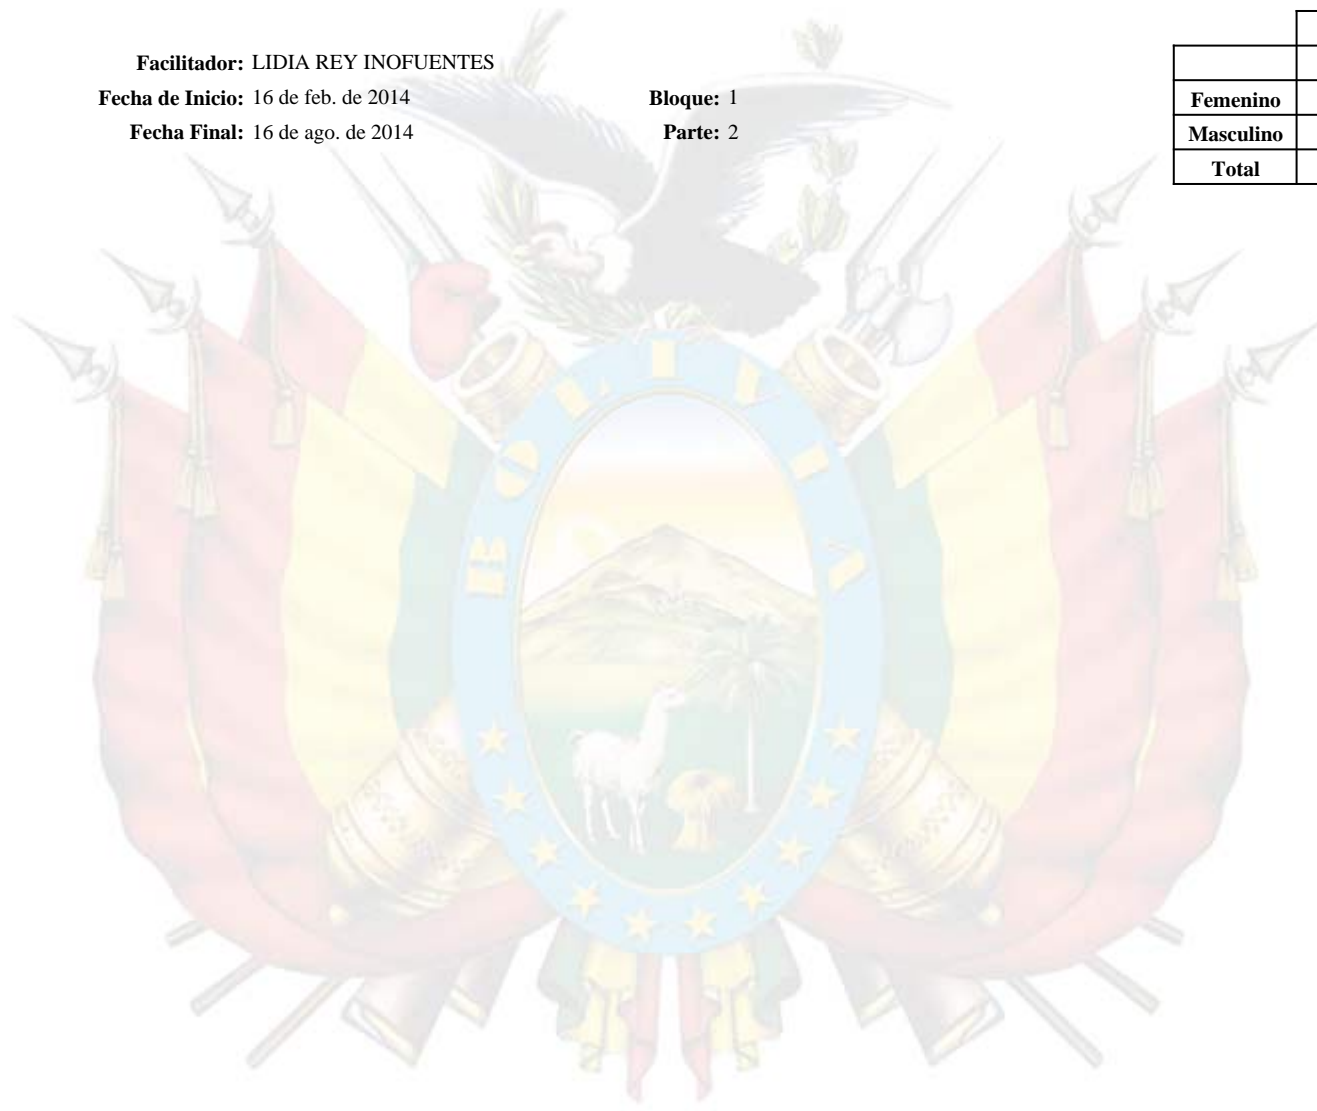 Facilitador: LIDIA REY INOFUENTES
Fecha de Inicio: 16 de feb. de 2014 Bloque: 1
Fecha Final: 16 de ago. de 2014 Parte: 2
Femenino
Masculino
Total
BOLIVIA